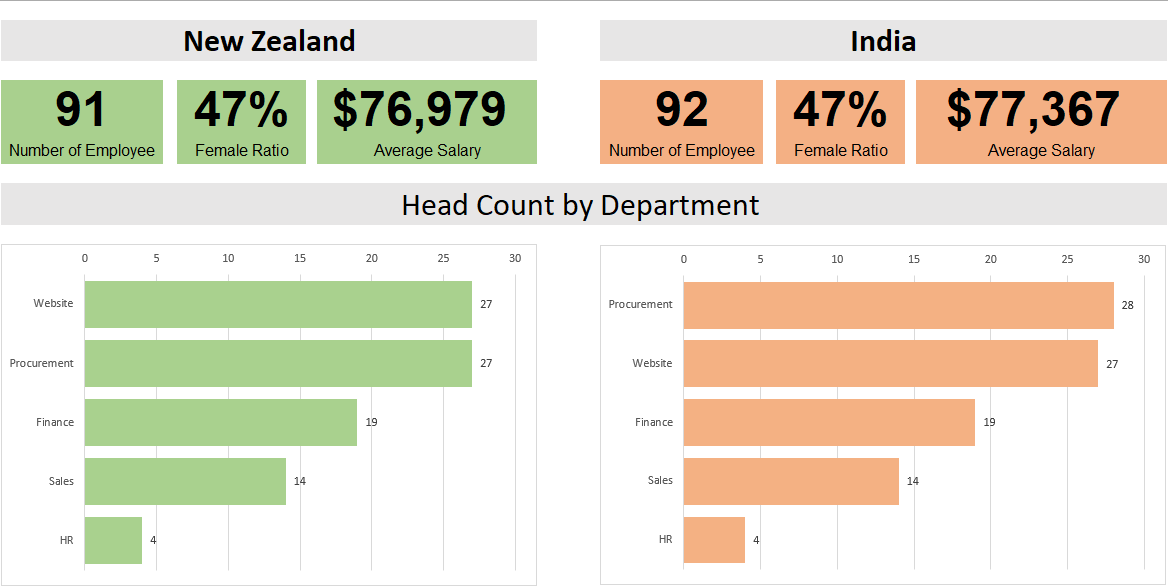 New Zealand
India
91
Number of Employee
47%
Female Ratio
$76,979
Average Salary
92
Number of Employee
47%
Female Ratio
$77,367
Average Salary
Head Count by Department
0 5 10 15 20 25 30
Website 27
Procurement 27
Finance 19
Sales 14
HR 4
0 5 10 15 20 25 30
Procurement 28
Website 27
Finance 19
Sales 14
HR 4